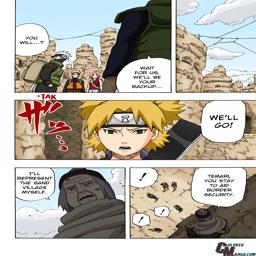 YOU
WILL...?
WAIT
FOR US,
WE'LL BE
YOUR
BACKUP...
TAK
WE'LL
GO!
I'LL
REPRESENT
THE SAND
VILLAGE
MYSELF.
!
!
TEMARI,
YOU STAY
TO AID
BORDER
SECURITY.
COLORED
MANGA.COM